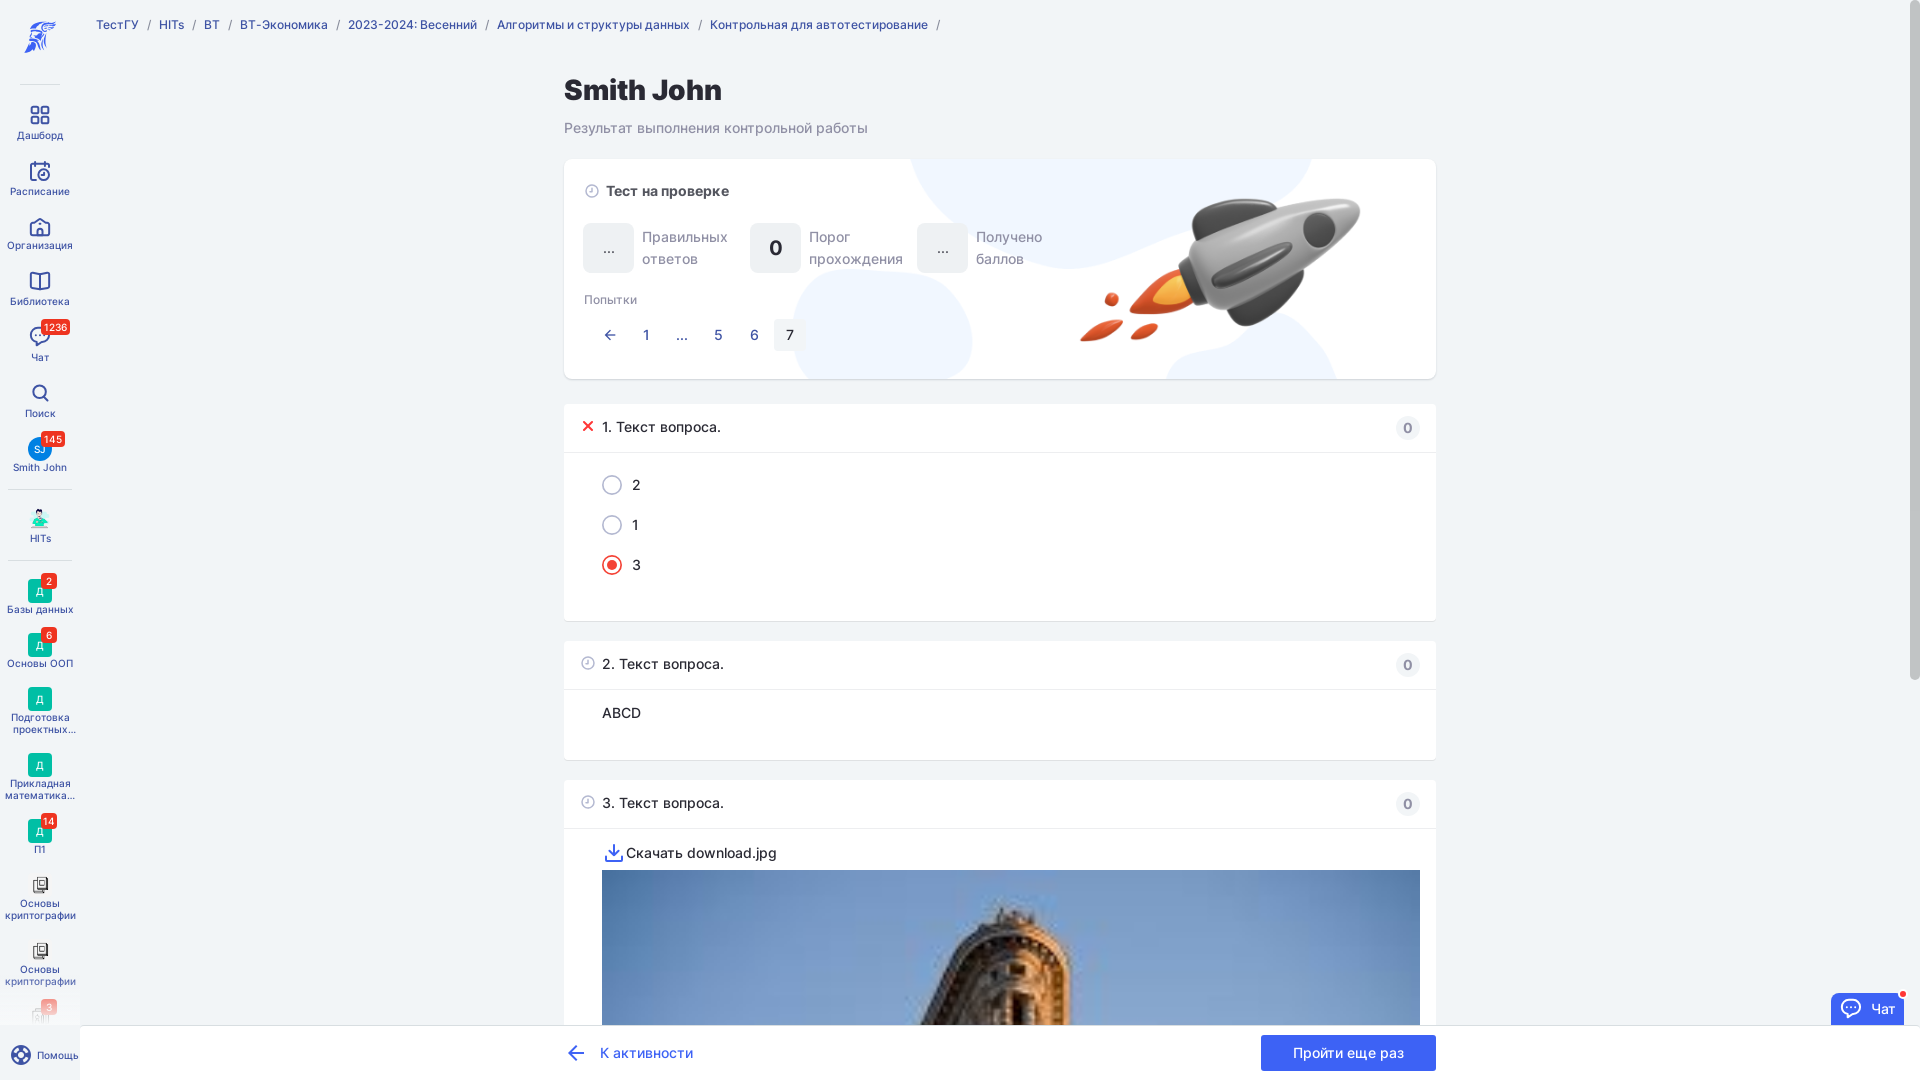 ТестГУ / HITs / ВТ / ВТ-Экономика / 2023-2024: Весенний / Алгоритмы и структуры данных / Контрольная для автотестирование /
Дашборд
Расписание
Организация
Библиотека
1236
Чат
Поиск
145
SJ
Smith John
HITs
2
Д
Базы данных
6
Д
Основы ООП
Д
Подготовка
проектных...
Д
Прикладная
математика...
14
Д
П1
Основы
криптографии
Основы
криптографии
3
Помощь
Smith John
Результат выполнения контрольной работы
Тест на проверке
... Правильных ответов
0 Порог прохождения
... Получено баллов
Попытки
1 ... 5 6 7
1. Текст вопроса. 0
2
1
3
2. Текст вопроса. 0
ABCD
3. Текст вопроса. 0
Скачать download.jpg
Чат
К активности
Пройти еще раз